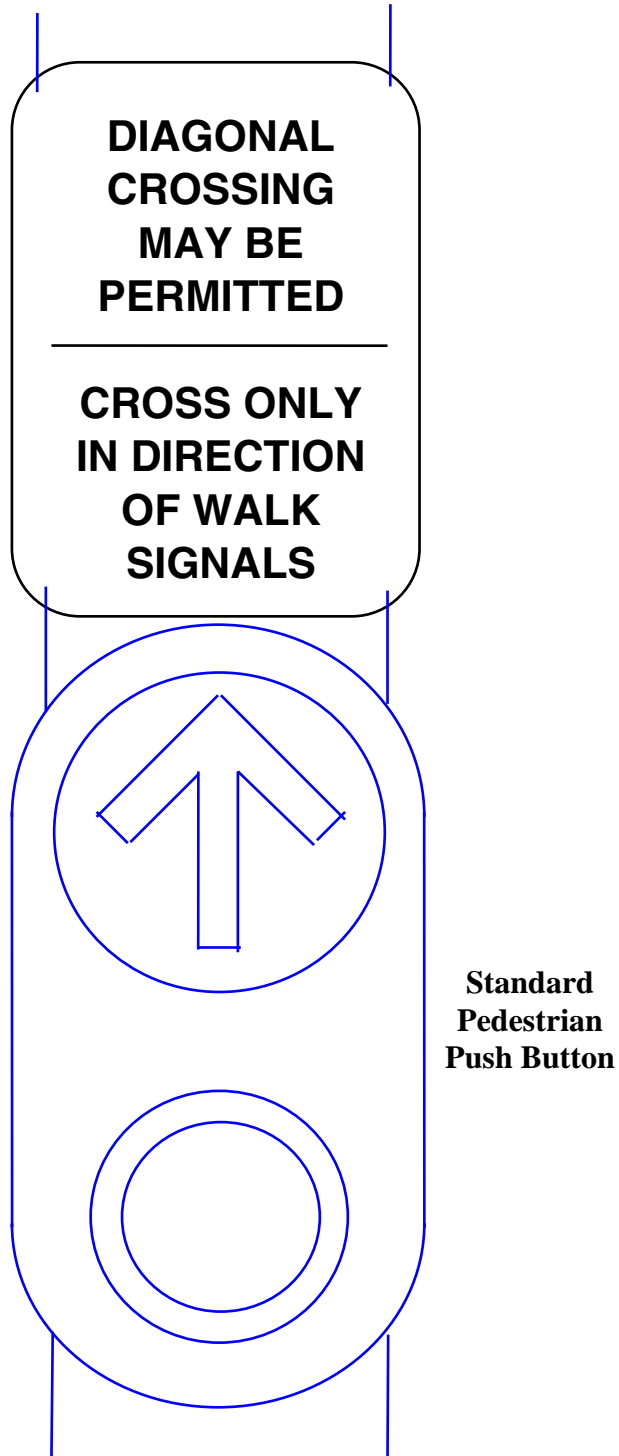 DIAGONAL
CROSSING
MAY BE
PERMITTED
CROSS ONLY
IN DIRECTION
OF WALK
SIGNALS
Standard
Pedestrian
Push Button